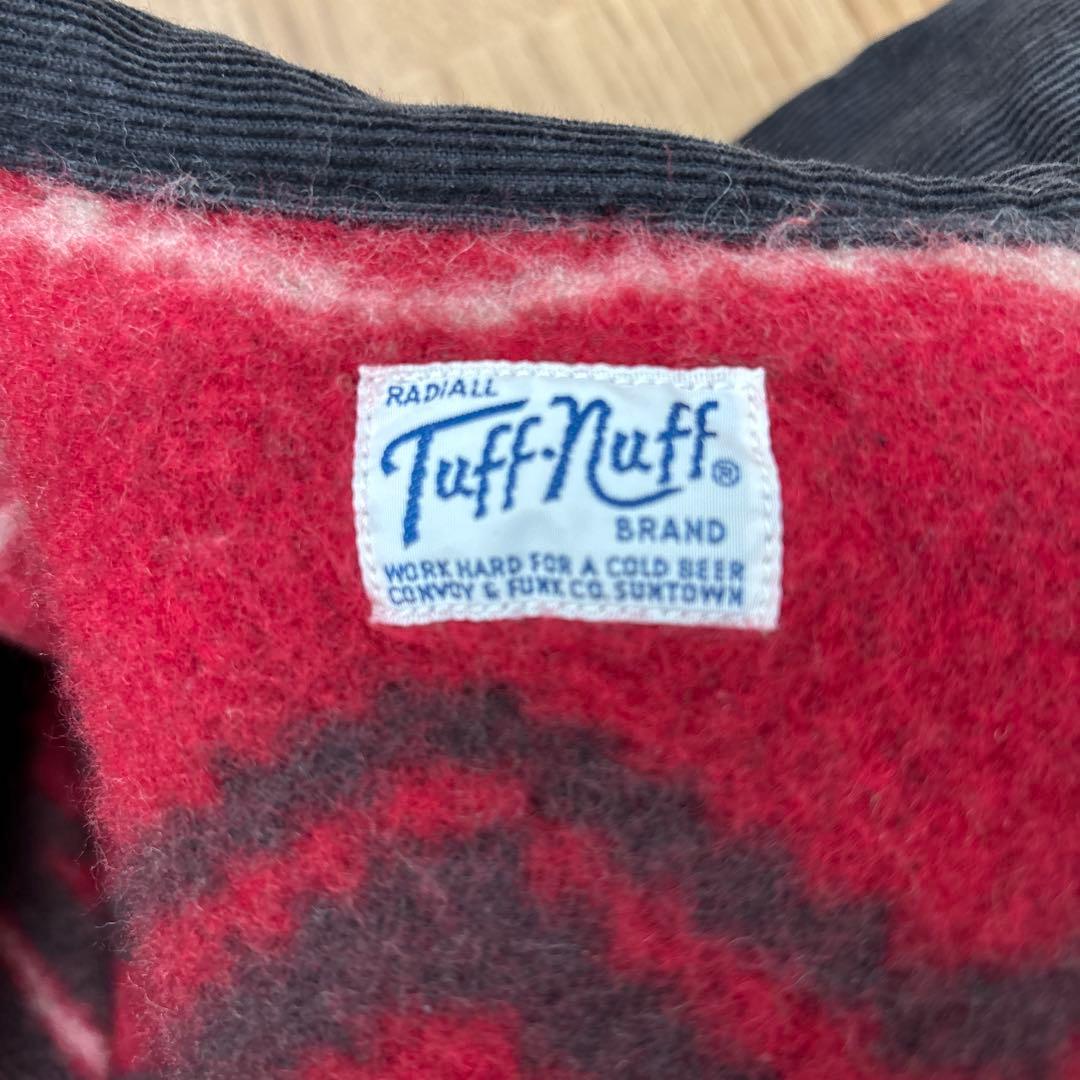 RADIALL
Tuff·Nuff®
BRAND
WORK HARD FOR A COLD BEER
CONVOY & FUNK CO. SUNTOWN